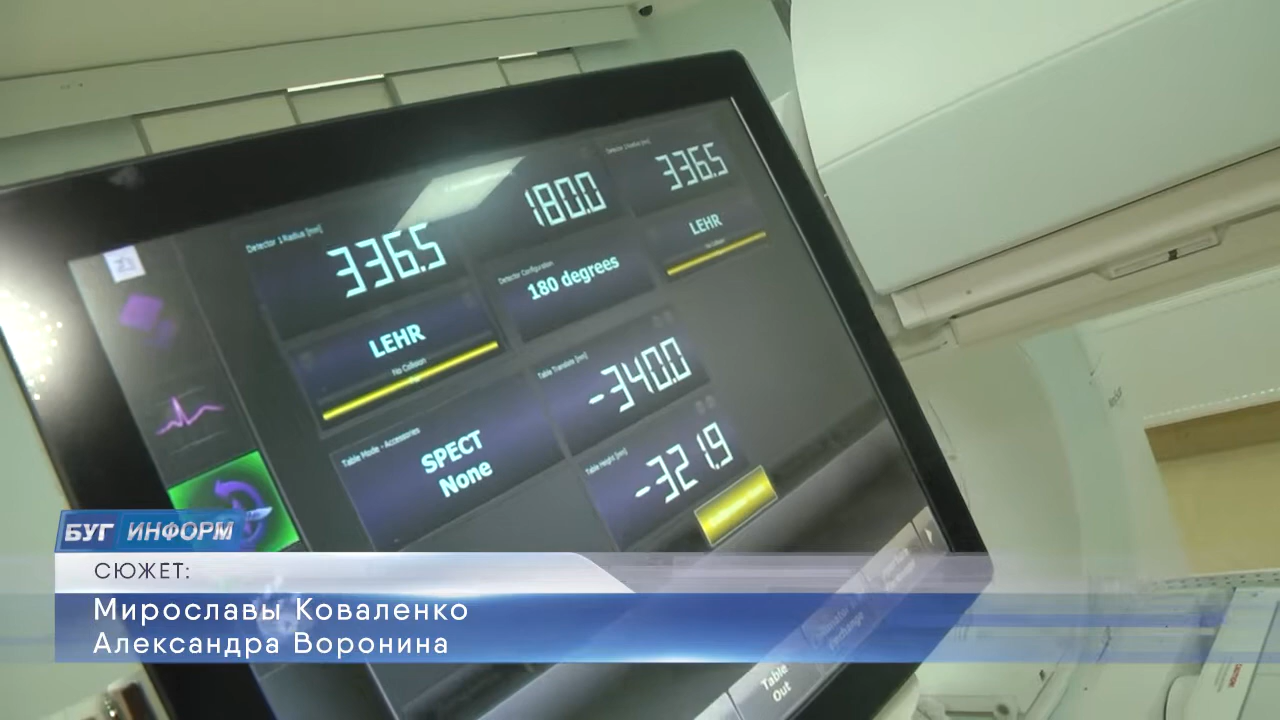 Detector 1 Radius [mm]
336.5
180.0
336.5
LEHR
No Collision
Detector Configuration
180 degrees
LEHR
No Collision
Table Mode - Accessories
SPECT
None
Table Translate [mm]
-340.0
Table Height [mm]
-321.9
Table
Out
БУГ ИНФОРМ
СЮЖЕТ:
Мирославы Коваленко
Александра Воронина